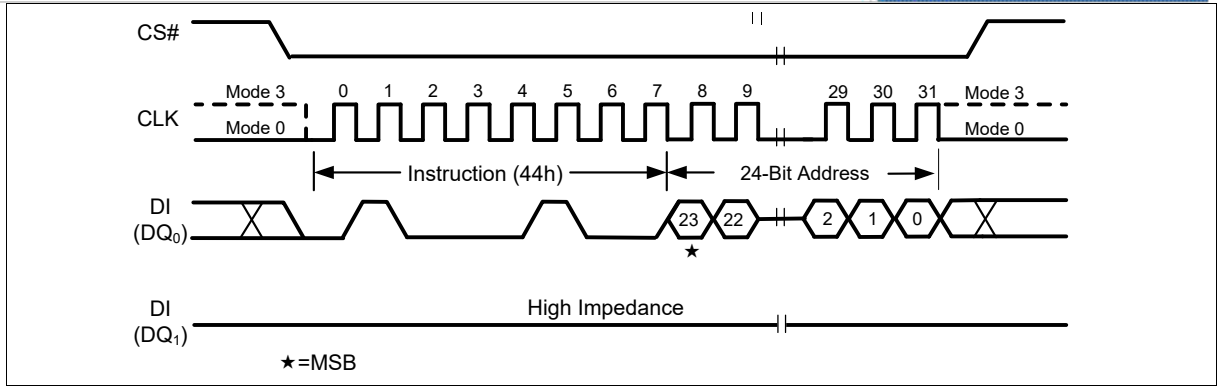 CS#
Mode 3 0 1 2 3 4 5 6 7 8 9 29 30 31 Mode 3
CLK
Mode 0 Mode 0
Instruction (44h) 24-Bit Address
DI
(DQ₀) 23 22 2 1 0
★
DI High Impedance
(DQ₁)
★=MSB